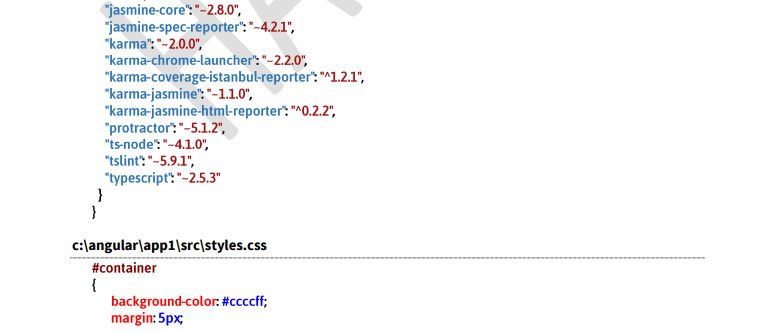 "jasmine-core": "~2.8.0",
"jasmine-spec-reporter": "~4.2.1",
"karma": "~2.0.0",
"karma-chrome-launcher": "~2.2.0",
"karma-coverage-istanbul-reporter": "^1.2.1",
"karma-jasmine": "~1.1.0",
"karma-jasmine-html-reporter": "^0.2.2",
"protractor": "~5.1.2",
"ts-node": "~4.1.0",
"tslint": "~5.9.1",
"typescript": "~2.5.3"
}
}
c:\angular\app1\src\styles.css
#container
{
background-color: #ccccff;
margin: 5px;